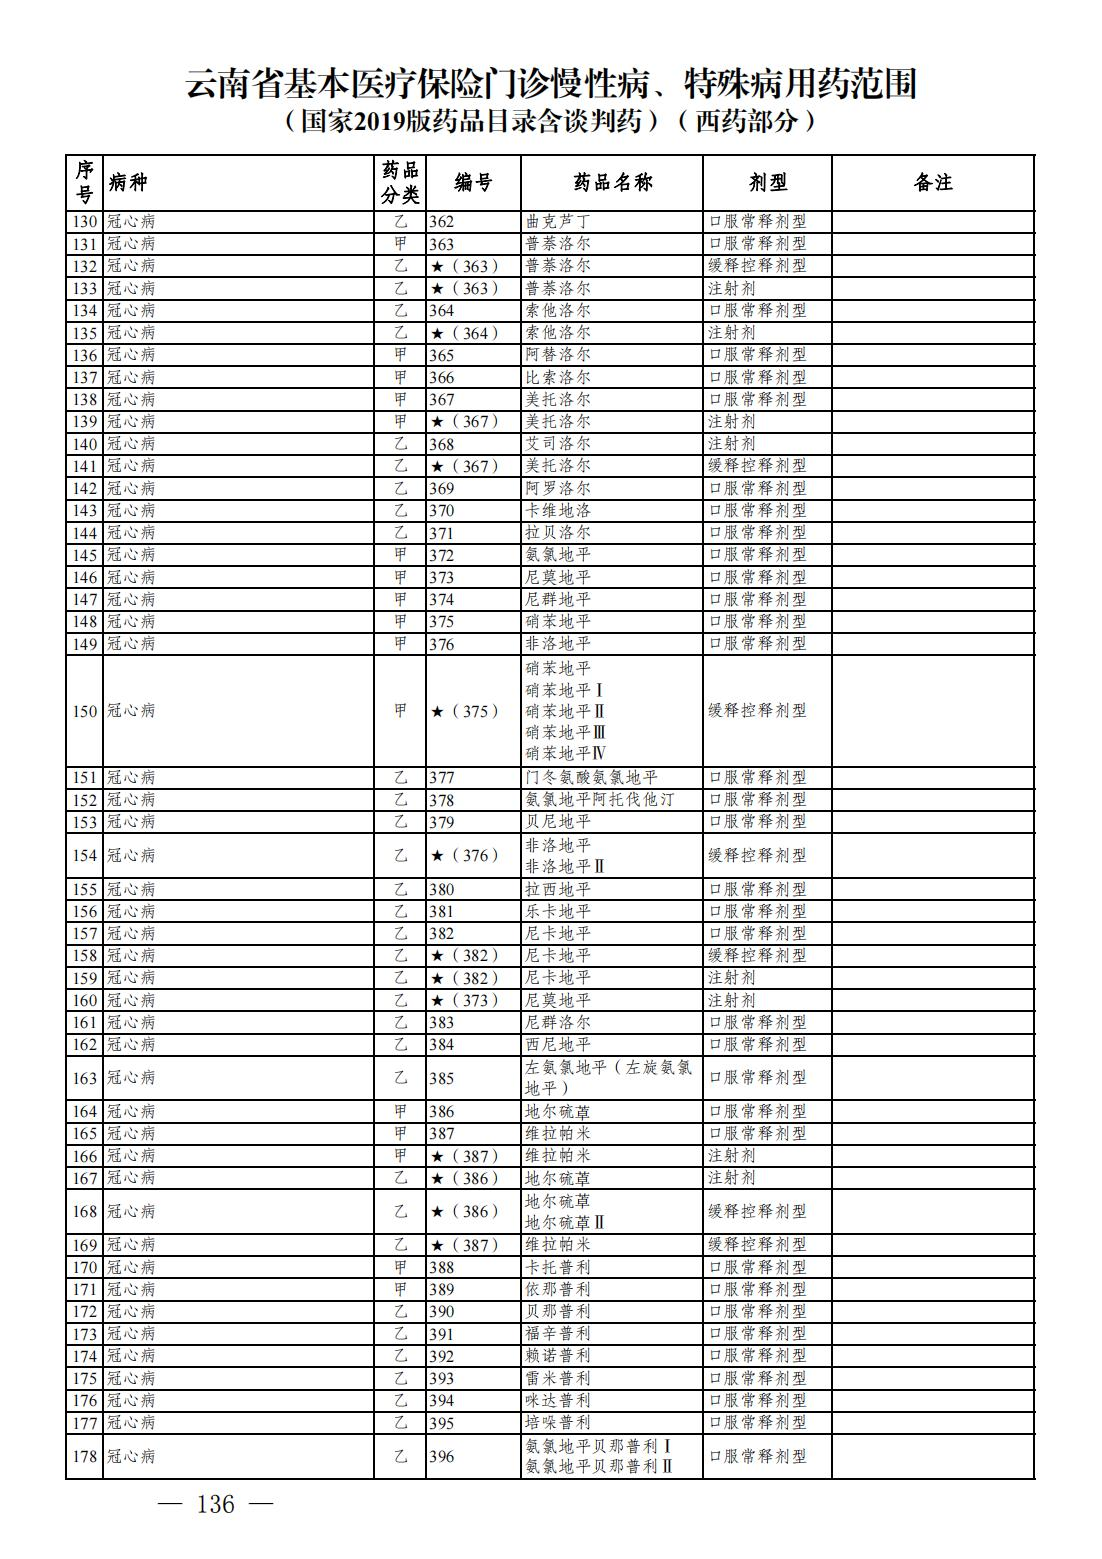 云南省基本医疗保险门诊慢性病、特殊病用药范围
（国家2019版药品目录含谈判药）（西药部分）
序号 病种 药品分类 编号 药品名称 剂型 备注
130 冠心病 乙 362 曲克芦丁 口服常释剂型
131 冠心病 甲 363 普萘洛尔 口服常释剂型
132 冠心病 乙 ★（363） 普萘洛尔 缓释控释剂型
133 冠心病 乙 ★（363） 普萘洛尔 注射剂
134 冠心病 乙 364 索他洛尔 口服常释剂型
135 冠心病 乙 ★（364） 索他洛尔 注射剂
136 冠心病 甲 365 阿替洛尔 口服常释剂型
137 冠心病 甲 366 比索洛尔 口服常释剂型
138 冠心病 甲 367 美托洛尔 口服常释剂型
139 冠心病 甲 ★（367） 美托洛尔 注射剂
140 冠心病 乙 368 艾司洛尔 注射剂
141 冠心病 乙 ★（367） 美托洛尔 缓释控释剂型
142 冠心病 乙 369 阿罗洛尔 口服常释剂型
143 冠心病 乙 370 卡维地洛 口服常释剂型
144 冠心病 乙 371 拉贝洛尔 口服常释剂型
145 冠心病 甲 372 氨氯地平 口服常释剂型
146 冠心病 甲 373 尼莫地平 口服常释剂型
147 冠心病 甲 374 尼群地平 口服常释剂型
148 冠心病 甲 375 硝苯地平 口服常释剂型
149 冠心病 甲 376 非洛地平 口服常释剂型
150 冠心病 甲 ★（375） 硝苯地平
硝苯地平Ⅰ
硝苯地平Ⅱ
硝苯地平Ⅲ
硝苯地平Ⅳ 缓释控释剂型
151 冠心病 乙 377 门冬氨酸氨氯地平 口服常释剂型
152 冠心病 乙 378 氨氯地平阿托伐他汀 口服常释剂型
153 冠心病 乙 379 贝尼地平 口服常释剂型
154 冠心病 乙 ★（376） 非洛地平
非洛地平Ⅱ 缓释控释剂型
155 冠心病 乙 380 拉西地平 口服常释剂型
156 冠心病 乙 381 乐卡地平 口服常释剂型
157 冠心病 乙 382 尼卡地平 口服常释剂型
158 冠心病 乙 ★（382） 尼卡地平 缓释控释剂型
159 冠心病 乙 ★（382） 尼卡地平 注射剂
160 冠心病 乙 ★（373） 尼莫地平 注射剂
161 冠心病 乙 383 尼群洛尔 口服常释剂型
162 冠心病 乙 384 西尼地平 口服常释剂型
163 冠心病 乙 385 左氨氯地平（左旋氨氯
地平） 口服常释剂型
164 冠心病 甲 386 地尔硫䓬 口服常释剂型
165 冠心病 甲 387 维拉帕米 口服常释剂型
166 冠心病 甲 ★（387） 维拉帕米 注射剂
167 冠心病 乙 ★（386） 地尔硫䓬 注射剂
168 冠心病 乙 ★（386） 地尔硫䓬
地尔硫䓬Ⅱ 缓释控释剂型
169 冠心病 乙 ★（387） 维拉帕米 缓释控释剂型
170 冠心病 甲 388 卡托普利 口服常释剂型
171 冠心病 甲 389 依那普利 口服常释剂型
172 冠心病 乙 390 贝那普利 口服常释剂型
173 冠心病 乙 391 福辛普利 口服常释剂型
174 冠心病 乙 392 赖诺普利 口服常释剂型
175 冠心病 乙 393 雷米普利 口服常释剂型
176 冠心病 乙 394 咪达普利 口服常释剂型
177 冠心病 乙 395 培哚普利 口服常释剂型
178 冠心病 乙 396 氨氯地平贝那普利Ⅰ
氨氯地平贝那普利Ⅱ 口服常释剂型
— 136 —